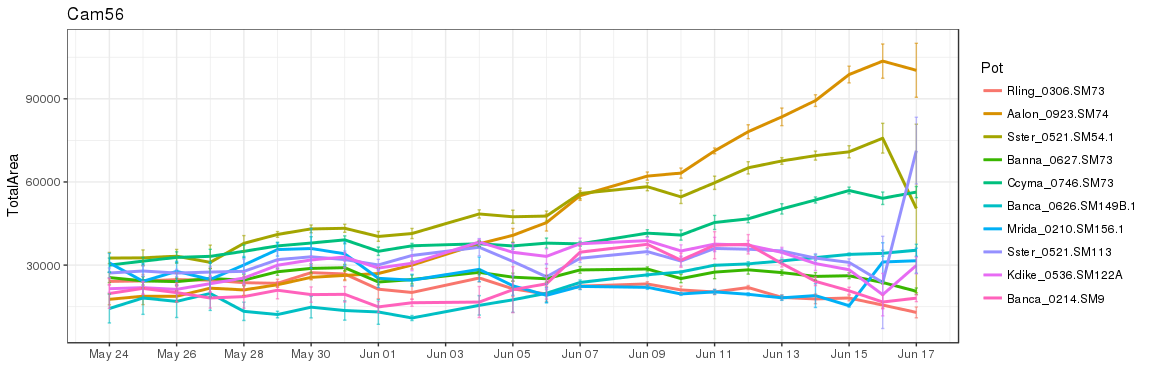 Cam56
TotalArea
90000
60000
30000
May 24
May 26
May 28
May 30
Jun 01
Jun 03
Jun 05
Jun 07
Jun 09
Jun 11
Jun 13
Jun 15
Jun 17
Pot
Rling_0306.SM73
Aalon_0923.SM74
Sster_0521.SM54.1
Banna_0627.SM73
Ccyma_0746.SM73
Banca_0626.SM149B.1
Mrida_0210.SM156.1
Sster_0521.SM113
Kdike_0536.SM122A
Banca_0214.SM9